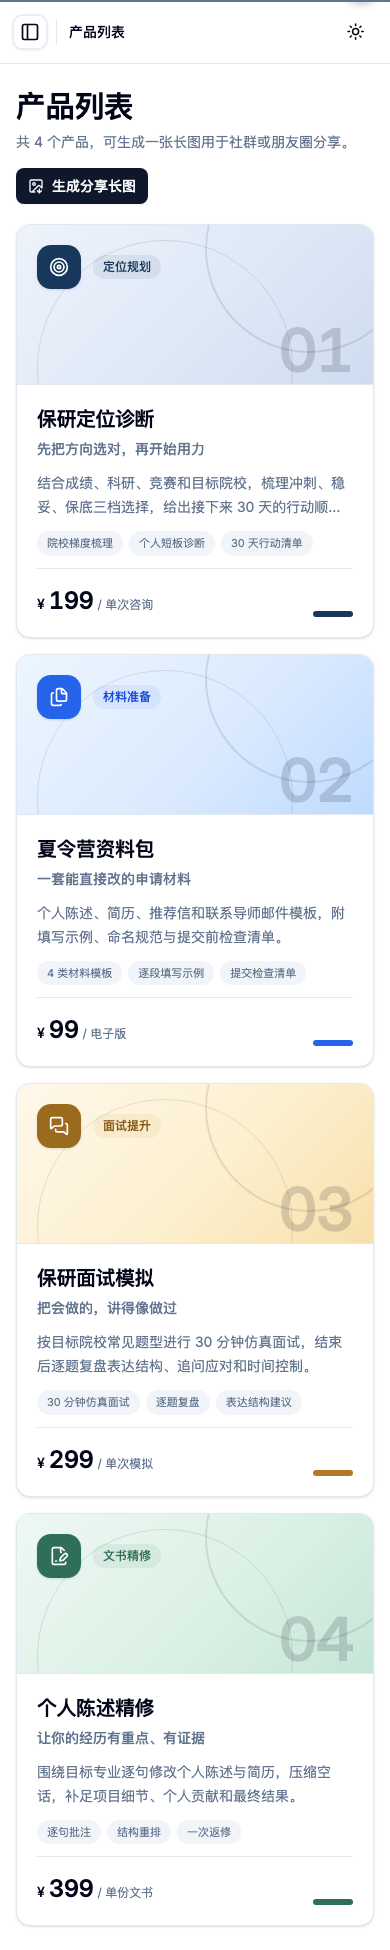 产品列表
产品列表
共 4 个产品，可生成一张长图用于社群或朋友圈分享。
生成分享长图
定位规划
01
保研定位诊断
先把方向选对，再开始用力
结合成绩、科研、竞赛和目标院校，梳理冲刺、稳
妥、保底三档选择，给出接下来 30 天的行动顺...
院校梯度梳理 个人短板诊断 30 天行动清单
¥ 199 / 单次咨询
材料准备
02
夏令营资料包
一套能直接改的申请材料
个人陈述、简历、推荐信和联系导师邮件模板，附
填写示例、命名规范与提交前检查清单。
4 类材料模板 逐段填写示例 提交检查清单
¥ 99 / 电子版
面试提升
03
保研面试模拟
把会做的，讲得像做过
按目标院校常见题型进行 30 分钟仿真面试，结束
后逐题复盘表达结构、追问应对和时间控制。
30 分钟仿真面试 逐题复盘 表达结构建议
¥ 299 / 单次模拟
文书精修
04
个人陈述精修
让你的经历有重点、有证据
围绕目标专业逐句修改个人陈述与简历，压缩空
话，补足项目细节、个人贡献和最终结果。
逐句批注 结构重排 一次返修
¥ 399 / 单份文书